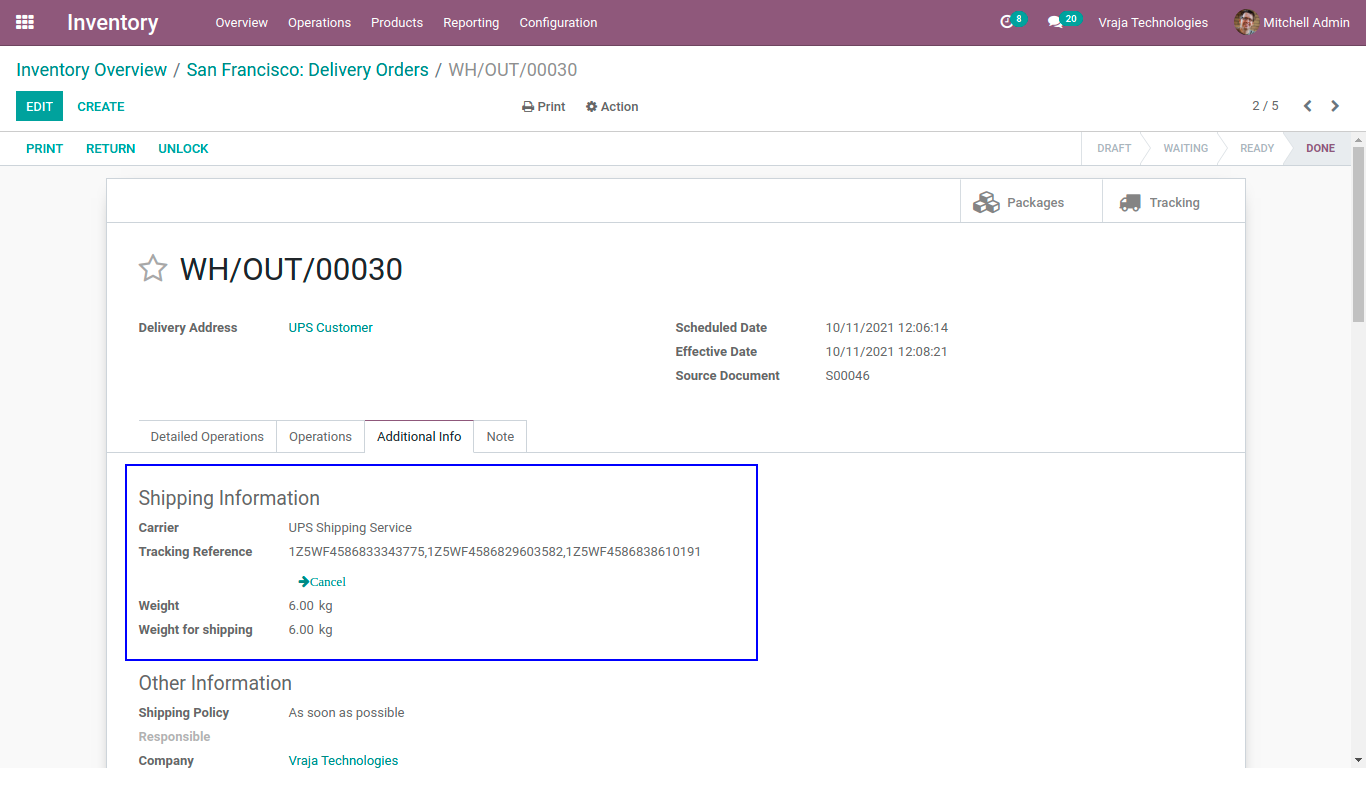 Inventory Overview Operations Products Reporting Configuration 8 20 Vraja Technologies Mitchell Admin
Inventory Overview / San Francisco: Delivery Orders / WH/OUT/00030
EDIT CREATE Print Action 2 / 5
PRINT RETURN UNLOCK DRAFT WAITING READY DONE
Packages Tracking
WH/OUT/00030
Delivery Address UPS Customer Scheduled Date 10/11/2021 12:06:14
Effective Date 10/11/2021 12:08:21
Source Document S00046
Detailed Operations Operations Additional Info Note
Shipping Information
Carrier UPS Shipping Service
Tracking Reference 1Z5WF4586833343775,1Z5WF4586829603582,1Z5WF4586838610191
Cancel
Weight 6.00 kg
Weight for shipping 6.00 kg
Other Information
Shipping Policy As soon as possible
Responsible
Company Vraja Technologies